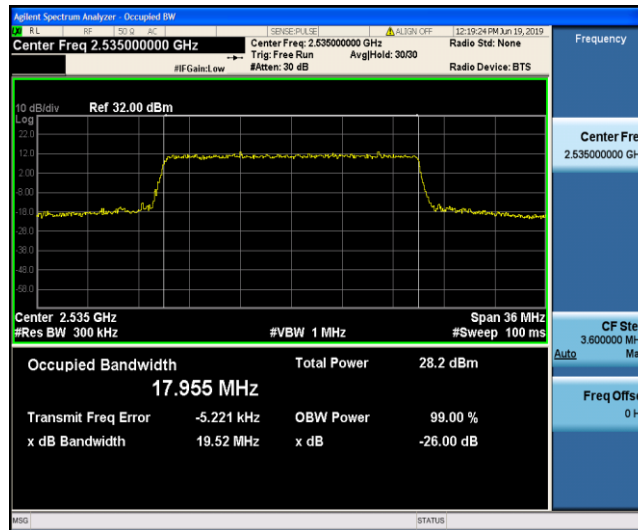 Agilent Spectrum Analyzer - Occupied BW
RL RF 50 Ω AC SENSE:PULSE ALIGN OFF 12:19:24 PM Jun 19, 2019
Center Freq 2.535000000 GHz Center Freq: 2.535000000 GHz Radio Std: None
Trig: Free Run Avg|Hold: 30/30
#IFGain:Low #Atten: 30 dB Radio Device: BTS
Frequency
10 dB/div Ref 32.00 dBm
Log
22.0
12.0
2.00
-8.00
-18.0
-28.0
-38.0
-48.0
-58.0
Center 2.535 GHz Span 36 MHz
#Res BW 300 kHz #VBW 1 MHz #Sweep 100 ms
Occupied Bandwidth Total Power 28.2 dBm
17.955 MHz
Transmit Freq Error -5.221 kHz OBW Power 99.00 %
x dB Bandwidth 19.52 MHz x dB -26.00 dB
Center Fre
2.535000000 GH
CF Ste
3.600000 MH
Auto Ma
Freq Offse
0 H
MSG STATUS